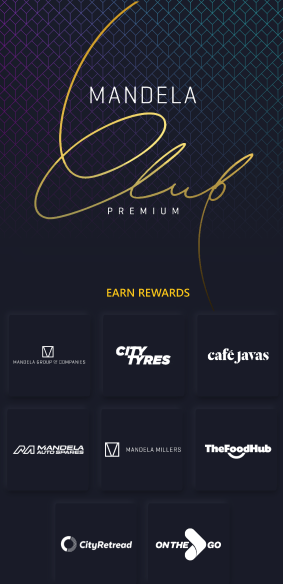 MANDELA
Club
PREMIUM
EARN REWARDS
MANDELA GROUP OF COMPANIES
CITY
TYRES
café Javas
MANDELA
AUTO SPARES
MANDELA MILLERS
TheFoodHub
CityRetread
ON THE GO